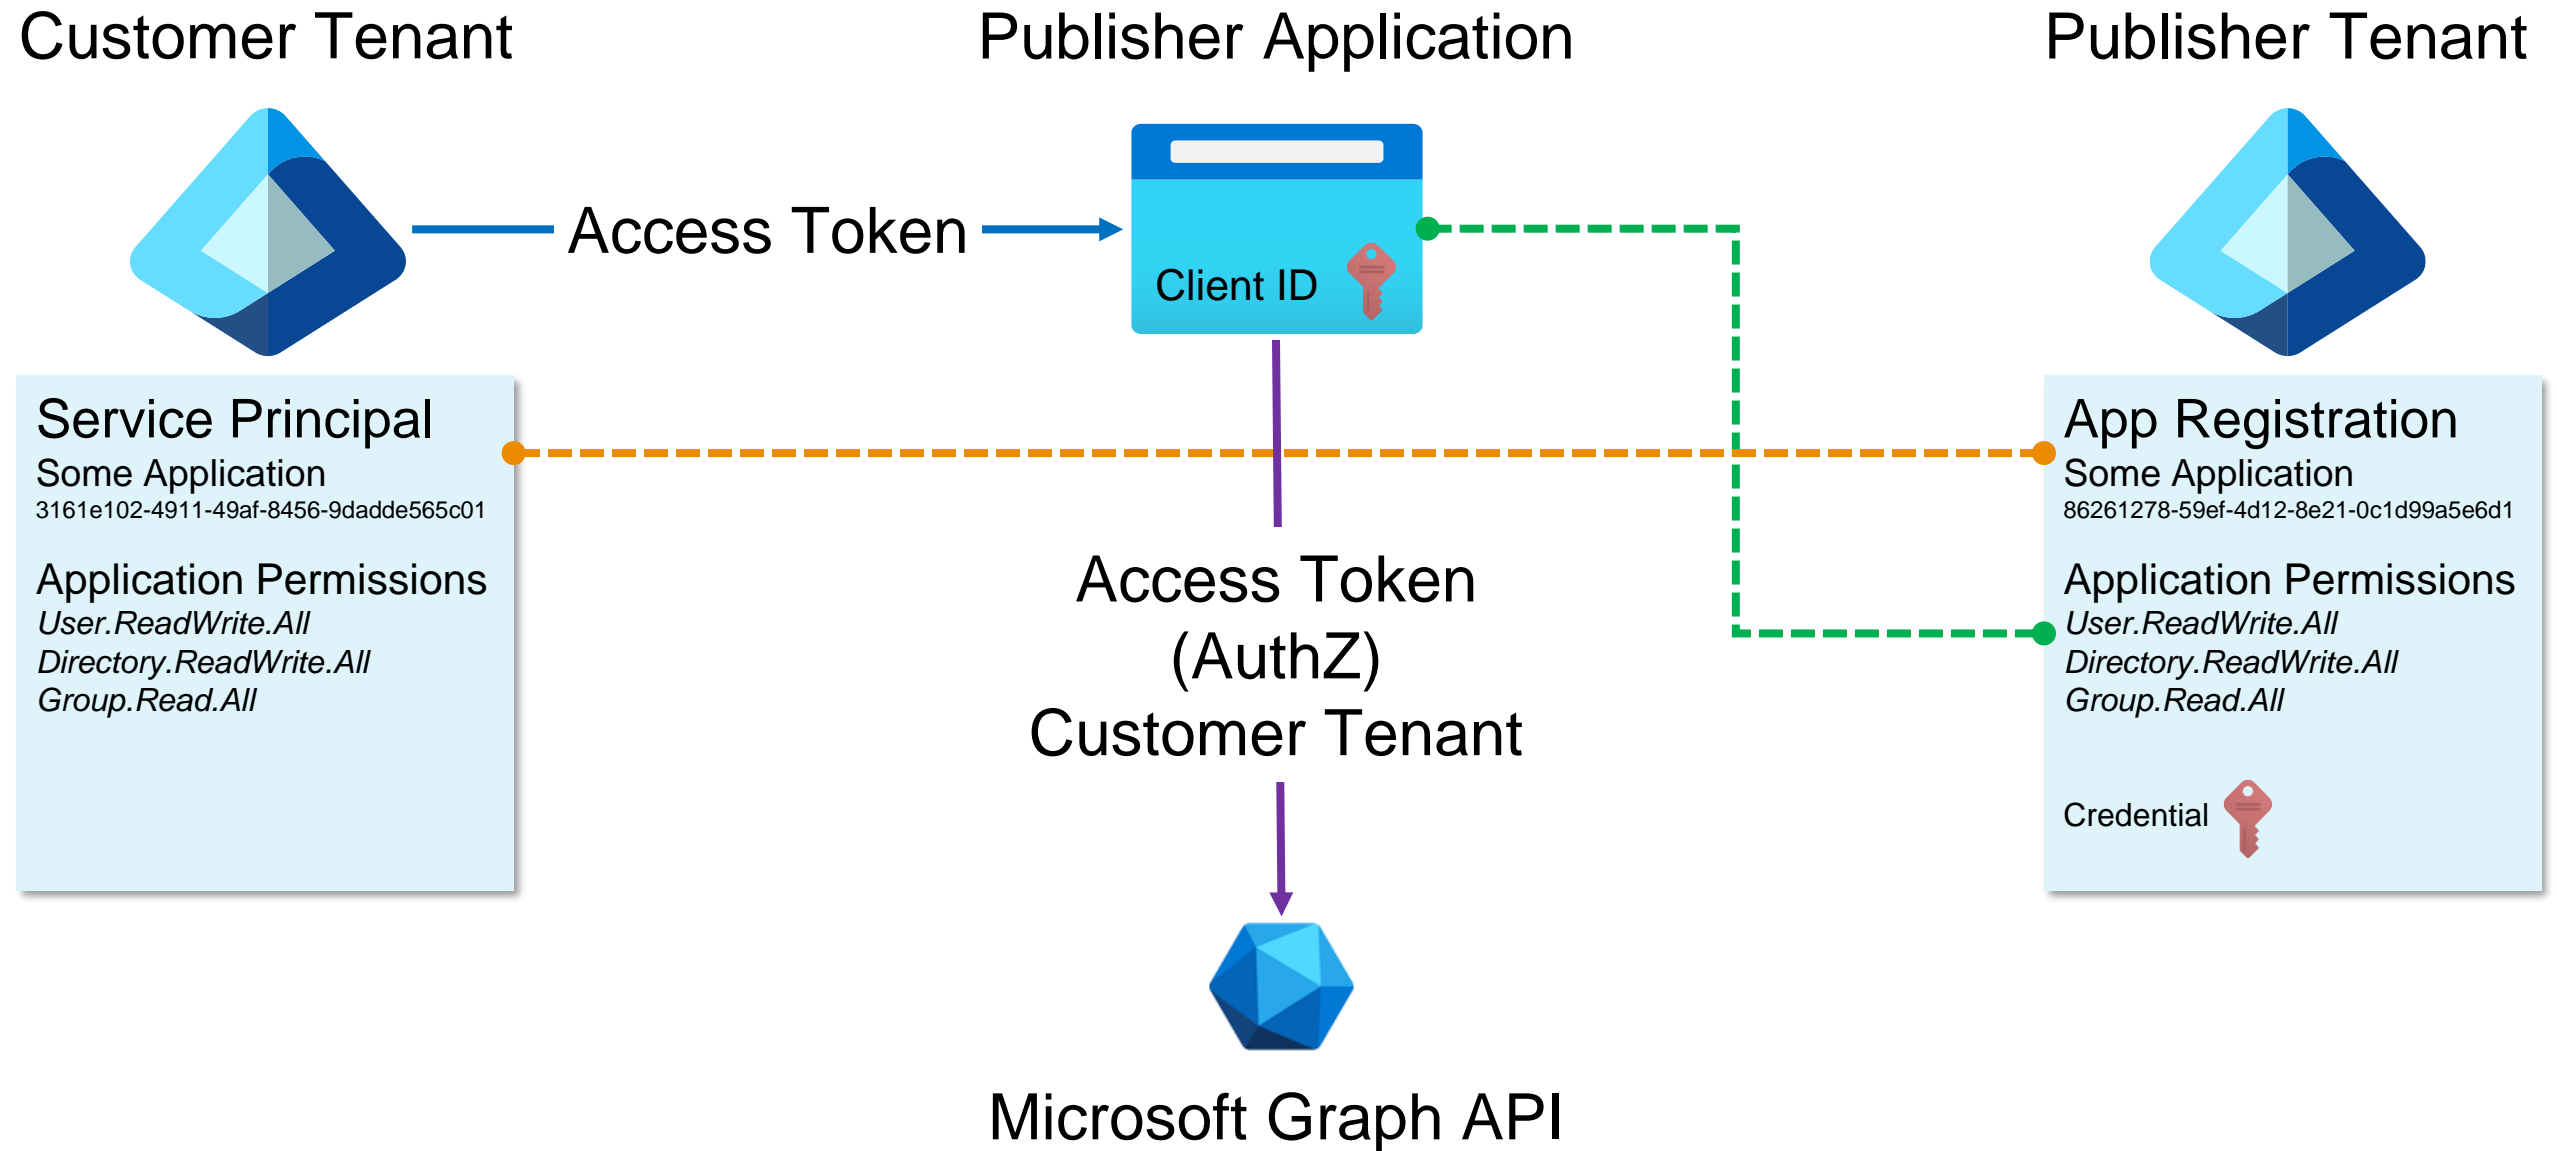 Customer Tenant
Publisher Application
Publisher Tenant
Access Token
Client ID
Service Principal
Some Application
3161e102-4911-49af-8456-9dadde565c01
Application Permissions
User.ReadWrite.All
Directory.ReadWrite.All
Group.Read.All
Access Token
(AuthZ)
Customer Tenant
App Registration
Some Application
86261278-59ef-4d12-8e21-0c1d99a5e6d1
Application Permissions
User.ReadWrite.All
Directory.ReadWrite.All
Group.Read.All
Credential
Microsoft Graph API